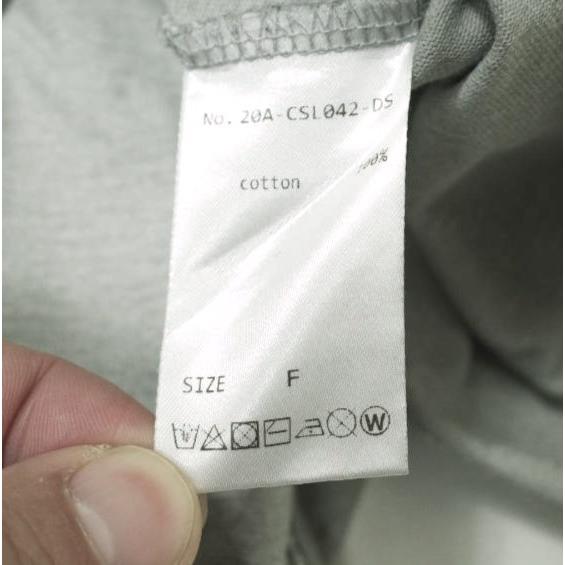 No. 20A-CSL042-DS
cotton 100%
SIZE F
W